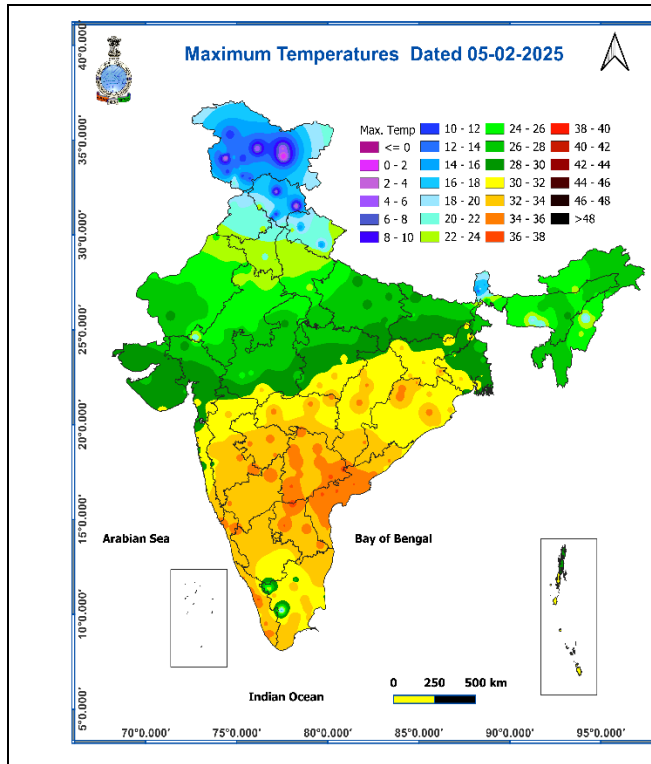 Maximum Temperatures Dated 05-02-2025
Max. Temp
<= 0
0 - 2
2 - 4
4 - 6
6 - 8
8 - 10
10 - 12
12 - 14
14 - 16
16 - 18
18 - 20
20 - 22
22 - 24
24 - 26
26 - 28
28 - 30
30 - 32
32 - 34
34 - 36
36 - 38
38 - 40
40 - 42
42 - 44
44 - 46
46 - 48
>48
40°0.000'
35°0.000'
30°0.000'
25°0.000'
20°0.000'
15°0.000'
10°0.000'
5°0.000'
Arabian Sea
Bay of Bengal
Indian Ocean
0 250 500 km
70°0.000' 75°0.000' 80°0.000' 85°0.000' 90°0.000' 95°0.000'